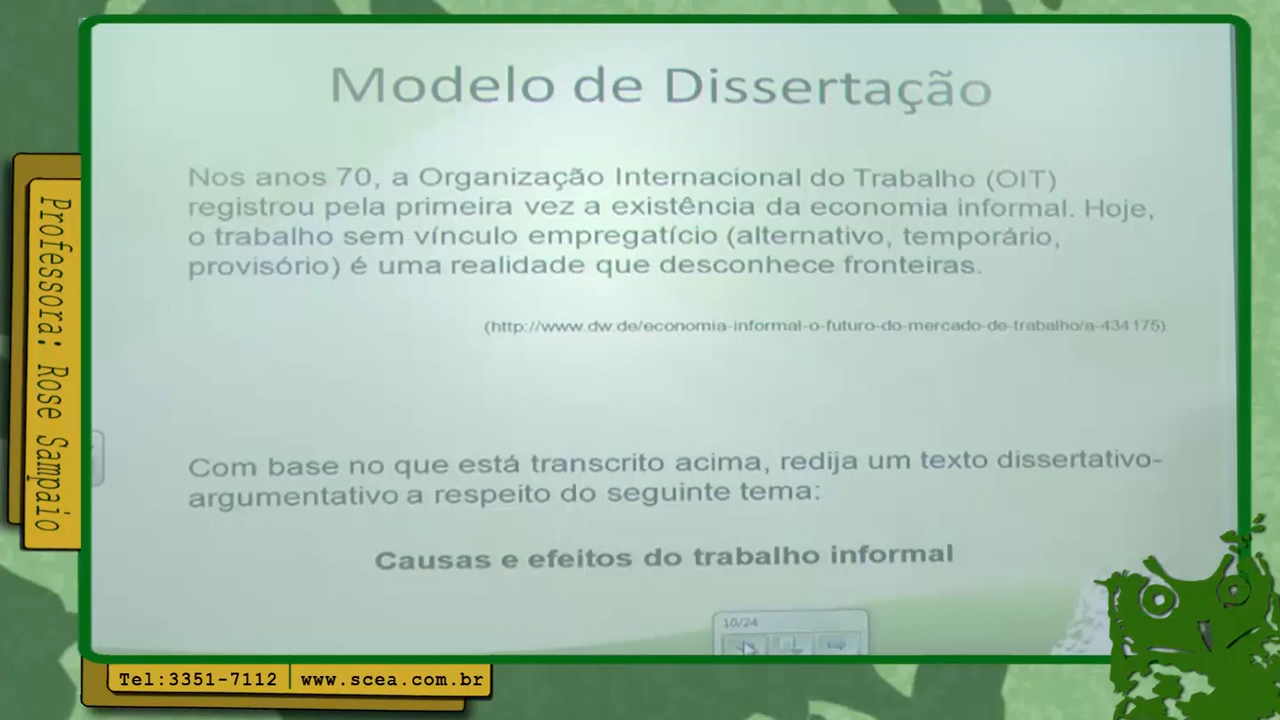 Modelo de Dissertação
Nos anos 70, a Organização Internacional do Trabalho (OIT)
registrou pela primeira vez a existência da economia informal. Hoje,
o trabalho sem vínculo empregatício (alternativo, temporário,
provisório) é uma realidade que desconhece fronteiras.
(http://www.dw.de/economia-informal-o-futuro-do-mercado-de-trabalho/a-434175)
Com base no que está transcrito acima, redija um texto dissertativo-
argumentativo a respeito do seguinte tema:
Causas e efeitos do trabalho informal
10/24
Professora: Rose Sampaio
Tel:3351-7112 www.scea.com.br